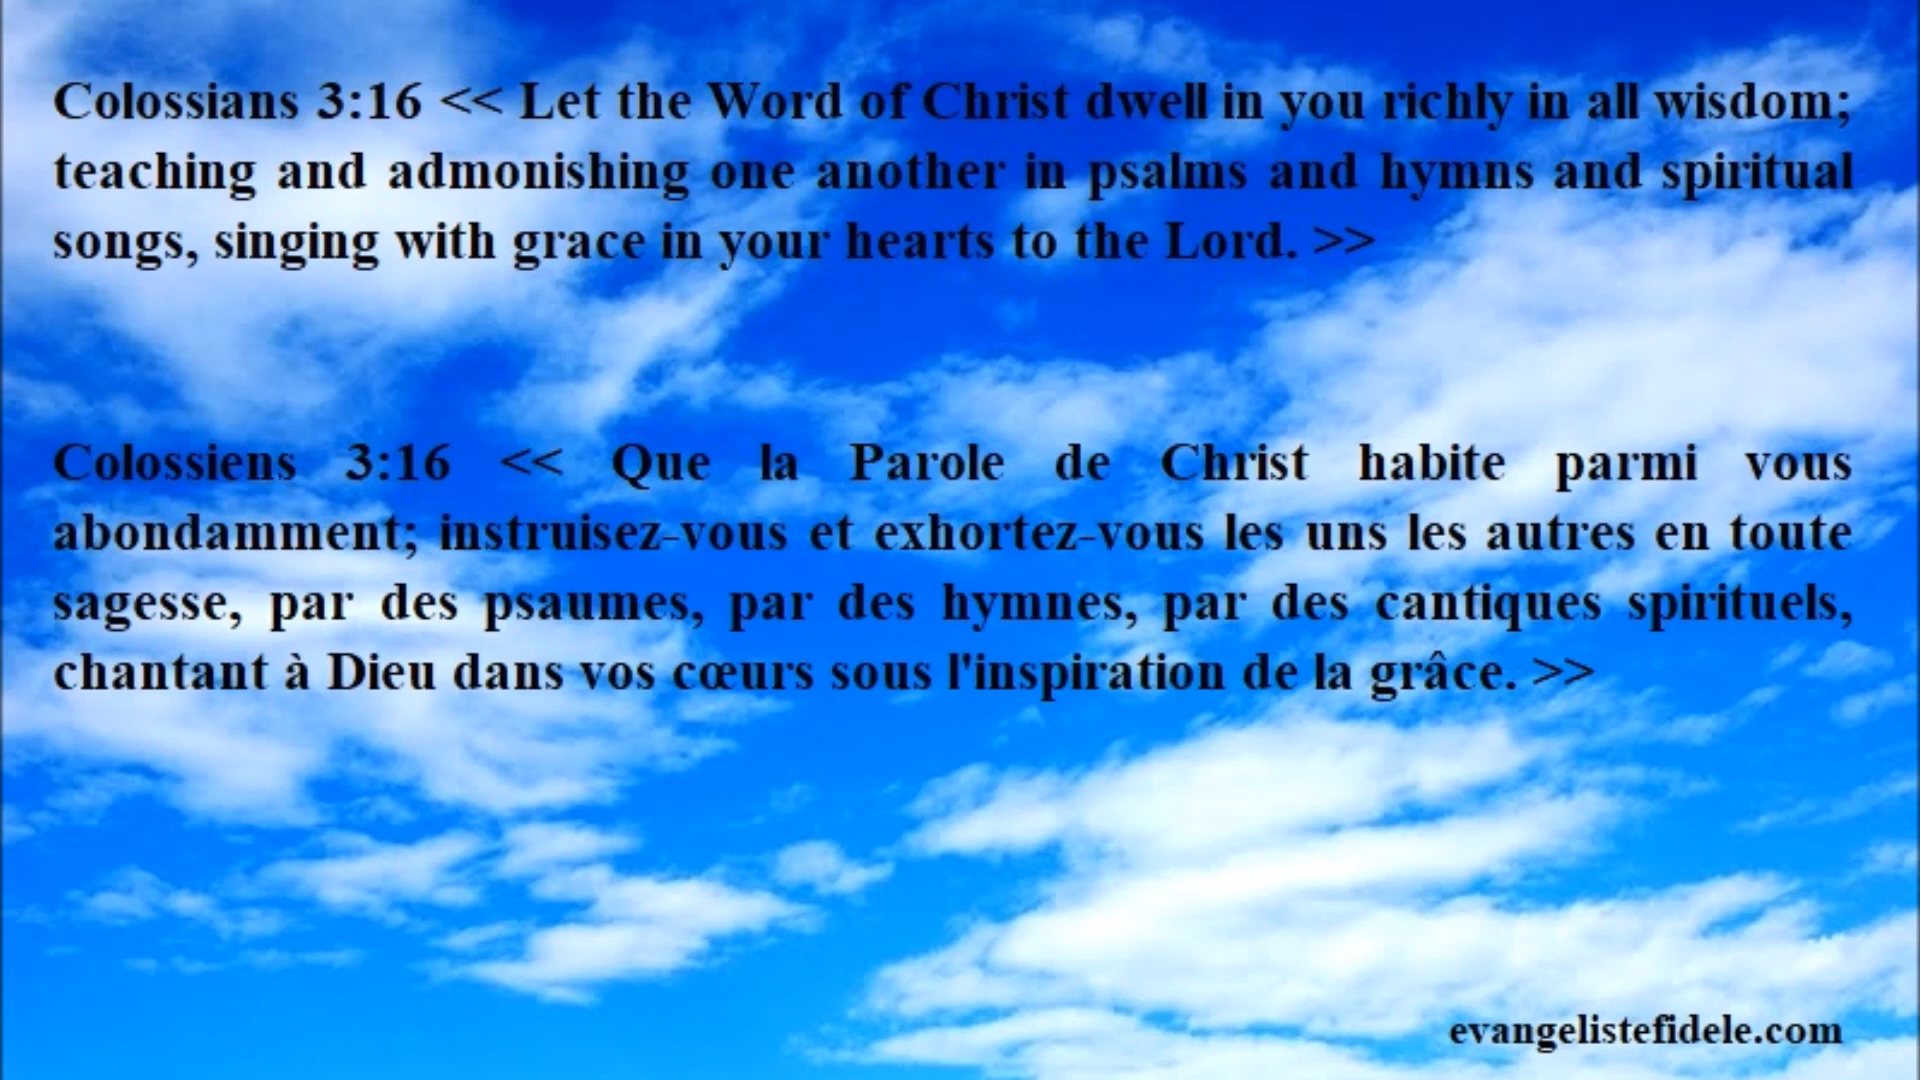 Colossians 3:16 << Let the Word of Christ dwell in you richly in all wisdom;
teaching and admonishing one another in psalms and hymns and spiritual
songs, singing with grace in your hearts to the Lord. >>
Colossiens 3:16 << Que la Parole de Christ habite parmi vous
abondamment; instruisez-vous et exhortez-vous les uns les autres en toute
sagesse, par des psaumes, par des hymnes, par des cantiques spirituels,
chantant à Dieu dans vos cœurs sous l'inspiration de la grâce. >>
evangelistefidele.com